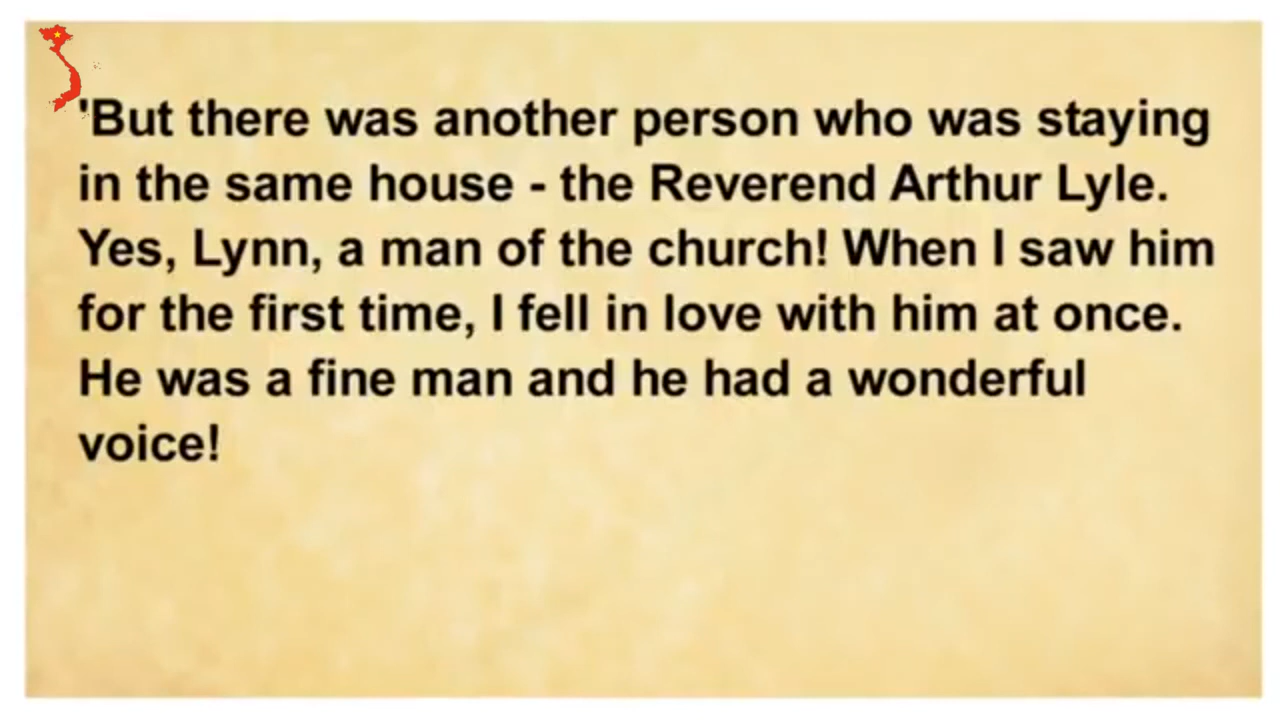 'But there was another person who was staying
in the same house - the Reverend Arthur Lyle.
Yes, Lynn, a man of the church! When I saw him
for the first time, I fell in love with him at once.
He was a fine man and he had a wonderful
voice!